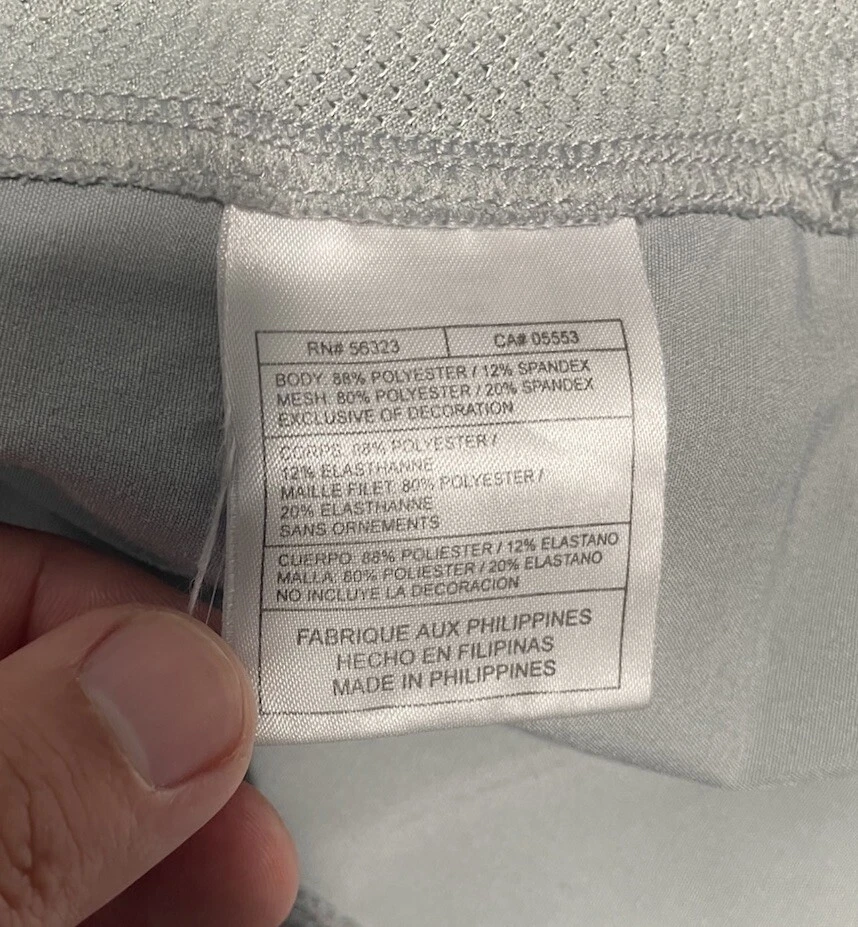 RN# 56323 CA# 05553
BODY: 88% POLYESTER / 12% SPANDEX
MESH: 80% POLYESTER / 20% SPANDEX
EXCLUSIVE OF DECORATION
CORPS: 88% POLYESTER /
12% ELASTHANNE
MAILLE FILET: 80% POLYESTER /
20% ELASTHANNE
SANS ORNEMENTS
CUERPO: 88% POLIESTER / 12% ELASTANO
MALLA: 80% POLIESTER / 20% ELASTANO
NO INCLUYE LA DECORACION
FABRIQUE AUX PHILIPPINES
HECHO EN FILIPINAS
MADE IN PHILIPPINES